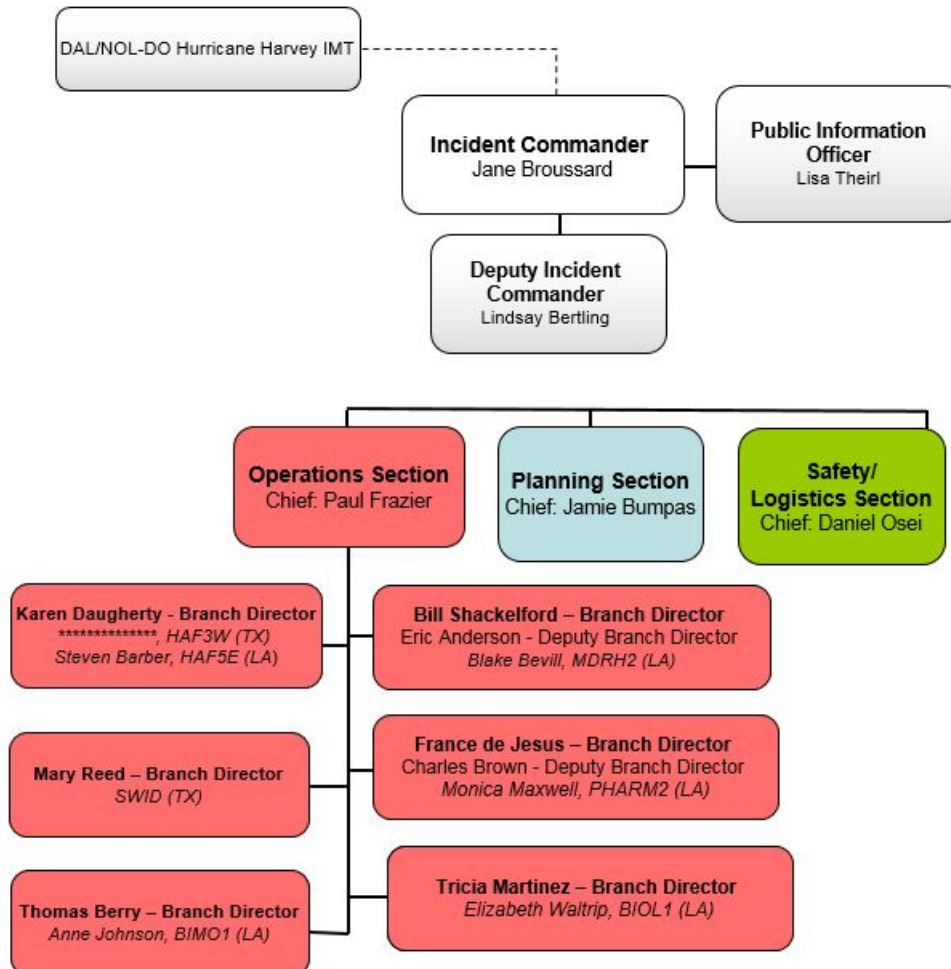 DAL/NOL-DO Hurricane Harvey IMT
Incident Commander
Jane Broussard
Public Information
Officer
Lisa Theirl
Deputy Incident
Commander
Lindsay Bertling
Operations Section
Chief: Paul Frazier
Planning Section
Chief: Jamie Bumpas
Safety/
Logistics Section
Chief: Daniel Osei
Karen Daugherty - Branch Director
**************, HAF3W (TX)
Steven Barber, HAF5E (LA)
Bill Shackelford – Branch Director
Eric Anderson - Deputy Branch Director
Blake Bevill, MDRH2 (LA)
Mary Reed – Branch Director
SWID (TX)
France de Jesus – Branch Director
Charles Brown - Deputy Branch Director
Monica Maxwell, PHARM2 (LA)
Thomas Berry – Branch Director
Anne Johnson, BIMO1 (LA)
Tricia Martinez – Branch Director
Elizabeth Waltrip, BIOL1 (LA)